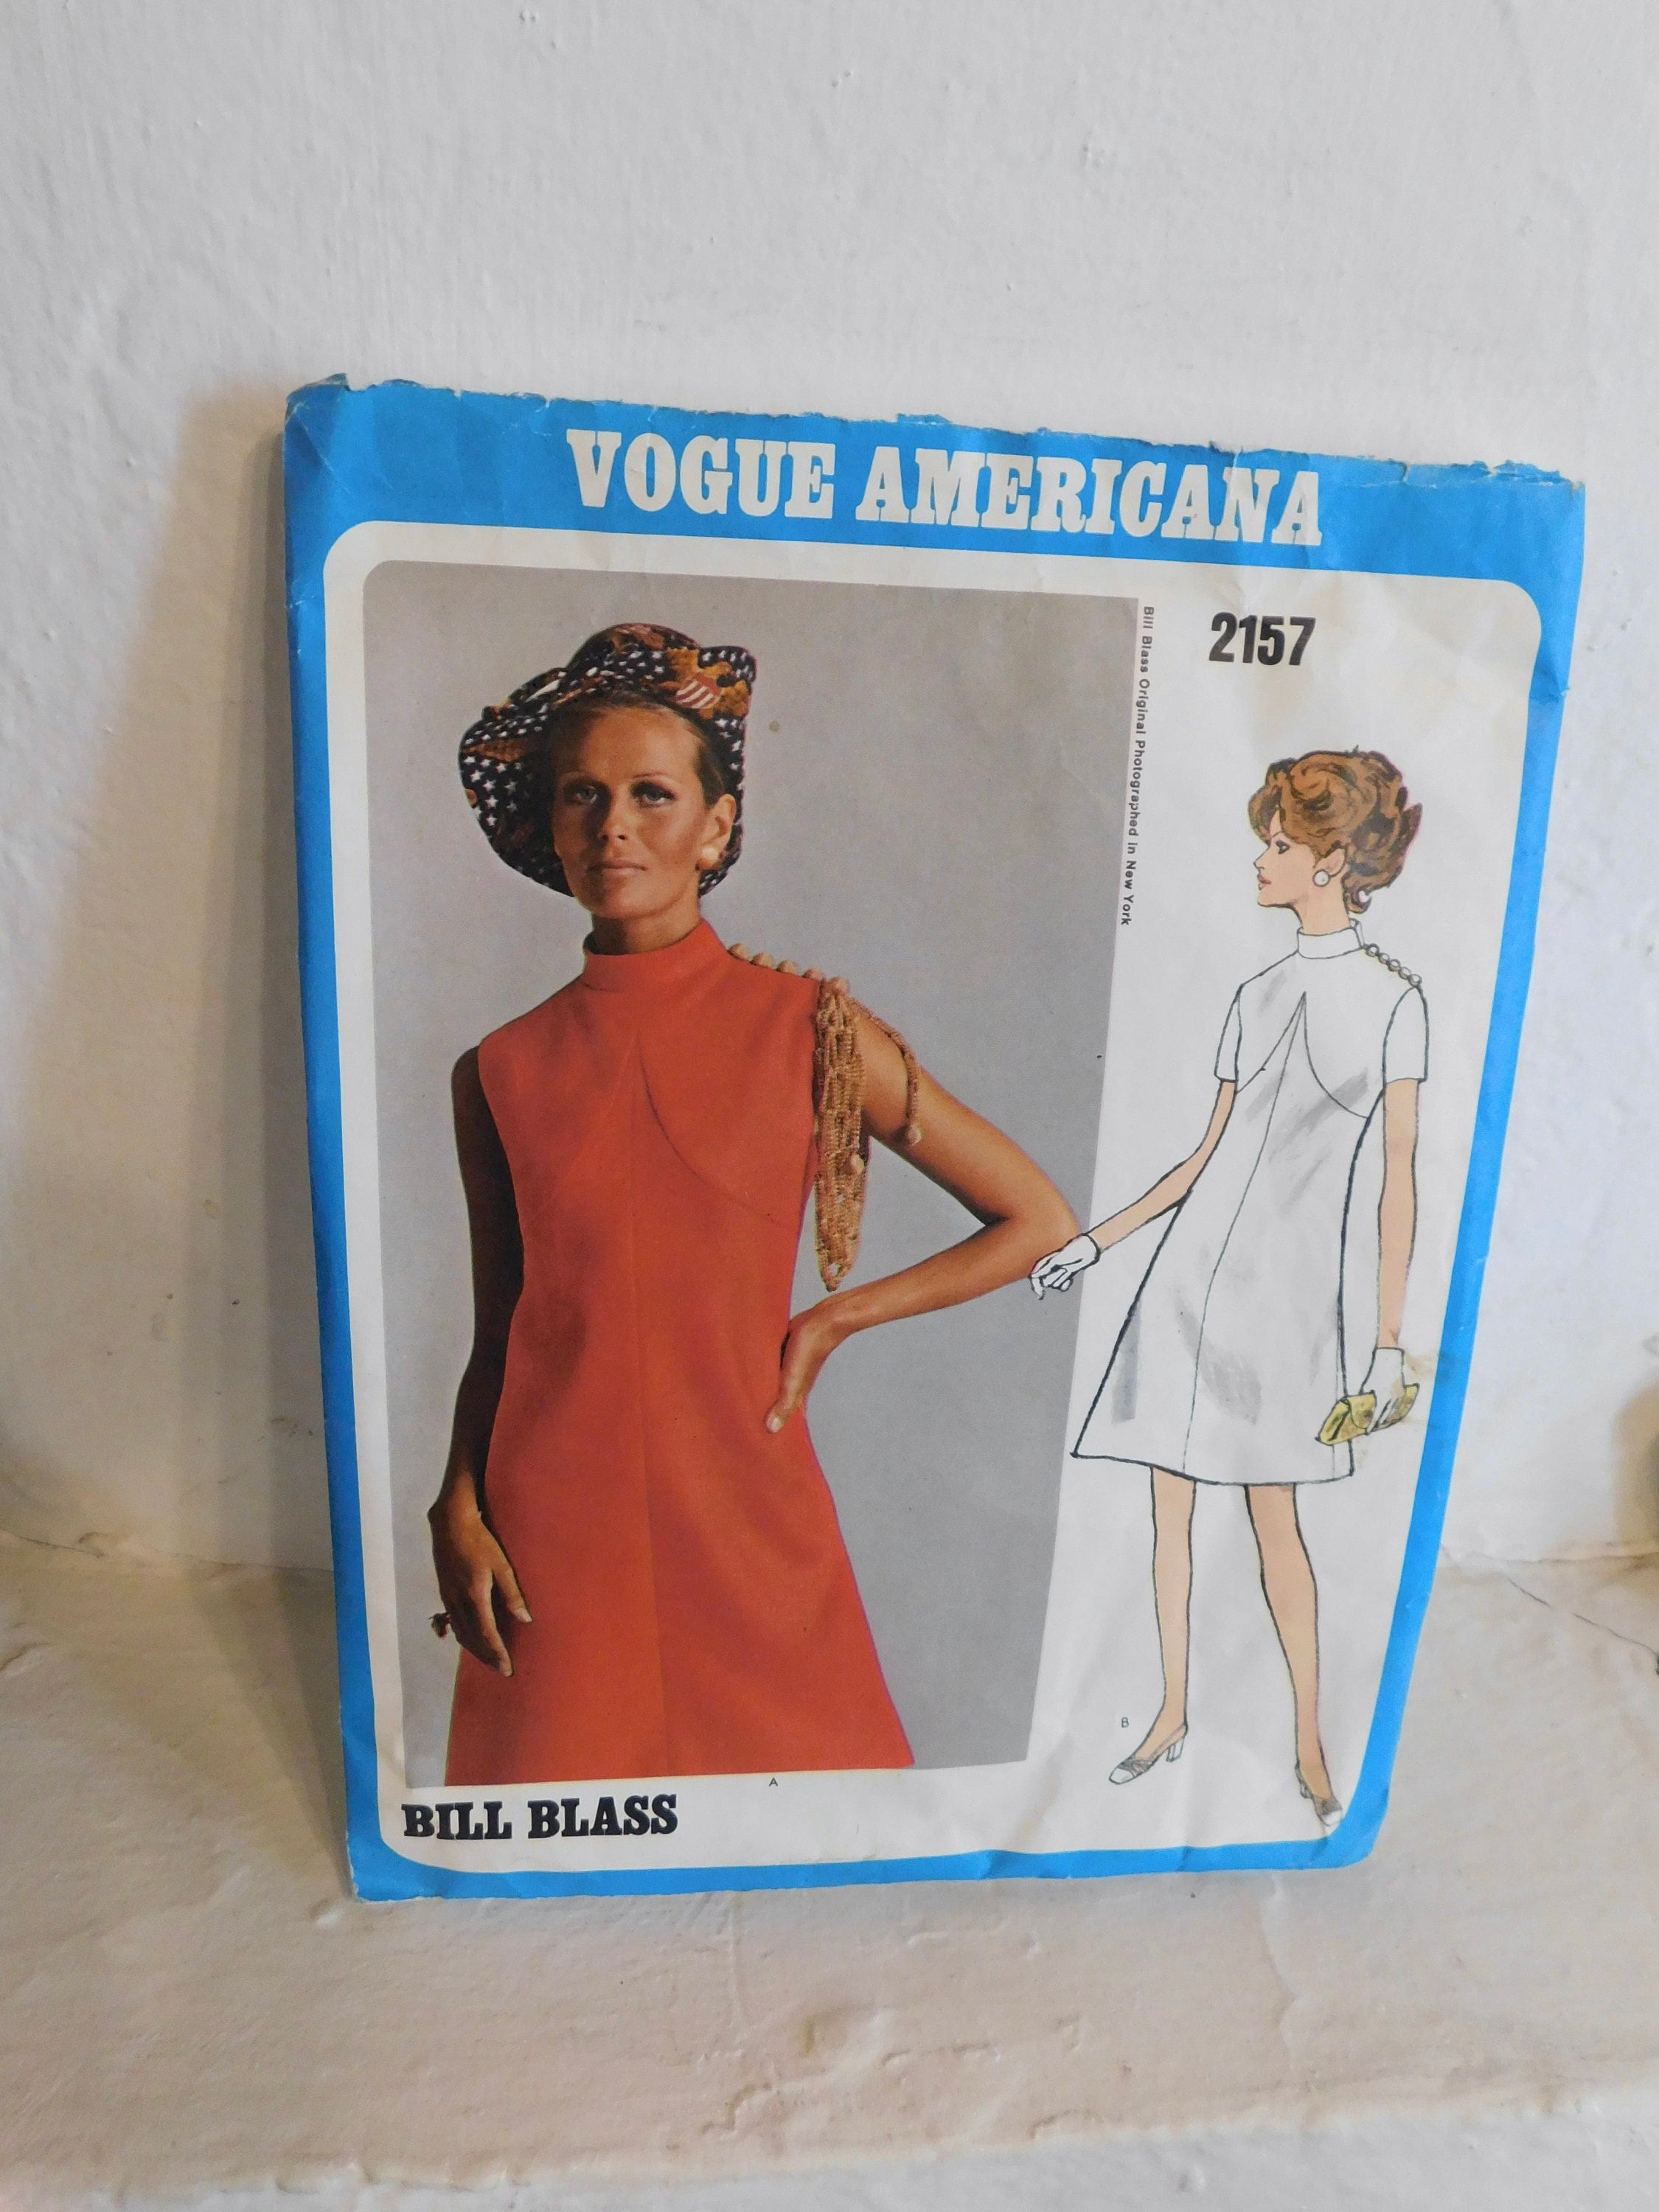 VOGUE AMERICANA
2157
Bill Blass Original Photographed in New York
B
A
BILL BLASS